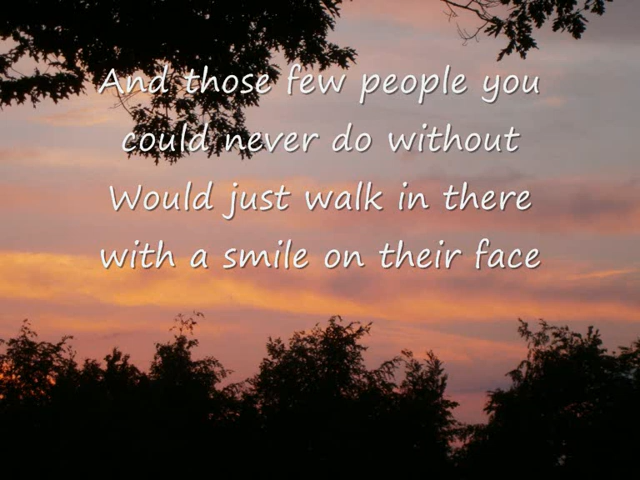 And those few people you
could never do without
Would just walk in there
with a smile on their face